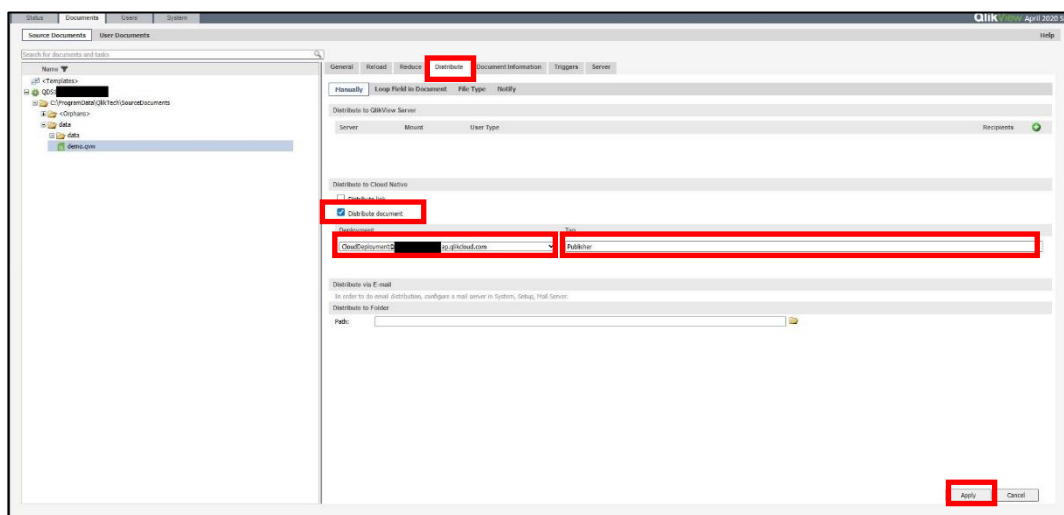 Status Documents Users System QlikView April 2020 S
Source Documents User Documents Help
Search for documents and tasks
Name
General Reload Reduce Distribute Document Information Triggers Server
<Templates>
QDS:
C:\ProgramData\QlikTech\SourceDocuments
<Orphans>
data
data
demo.qvw
Manually Loop Field in Document File Type Notify
Distribute to QlikView Server
Server Mount User Type Recipients
Distribute to Cloud Native
Distribute link
Distribute document
Deployment Tag
CloudDeployment@ ap.qlikcloud.com Publisher
Distribute via E-mail
In order to do email distribution, configure a mail server in System, Setup, Mail Server.
Distribute to Folder
Path:
Apply Cancel